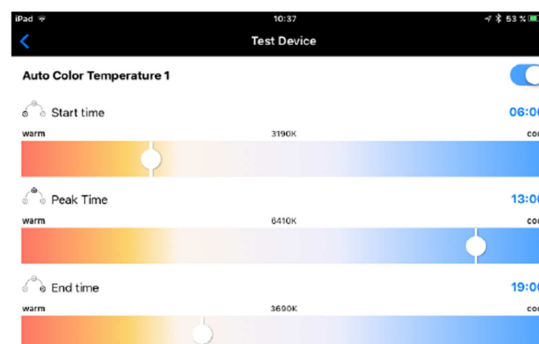 iPad 10:37 53 %
Test Device
Auto Color Temperature 1
Start time 06:00
warm 3190K
Peak Time 13:00
warm 6410K
End time 19:00
warm 3690K